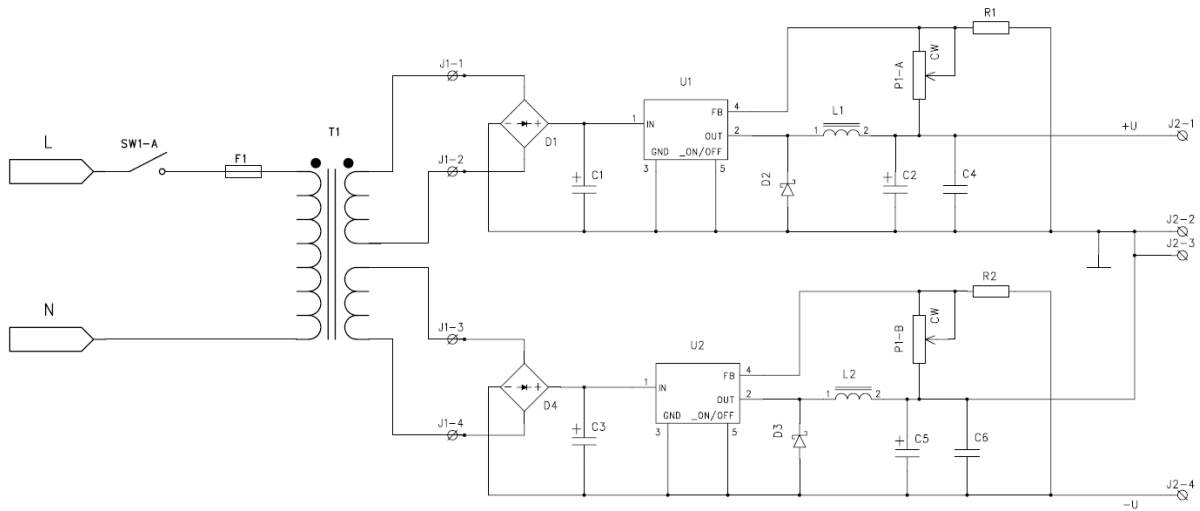 R1
CW
P1-A
J1-1
U1
4
FB
L1
+U
J2-1
1
IN
OUT
2
1
2
T1
D1
L
SW1-A
F1
J1-2
GND
_ON/OFF
3
5
+
C1
D2
+
C2
C4
J2-2
J2-3
R2
CW
P1-B
N
J1-3
U2
4
FB
L2
1
IN
OUT
2
1
2
D4
GND
_ON/OFF
3
5
J1-4
+
C3
D3
+
C5
C6
J2-4
-U
- +
- +